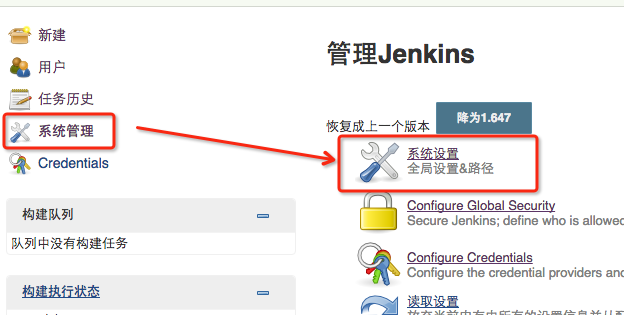 新建
用户
任务历史
系统管理
Credentials
构建队列
队列中没有构建任务
构建执行状态
管理Jenkins
恢复成上一个版本 降为1.647
系统设置
全局设置&路径
Configure Global Security
Secure Jenkins; define who is allowed
Configure Credentials
Configure the credential providers and
读取设置